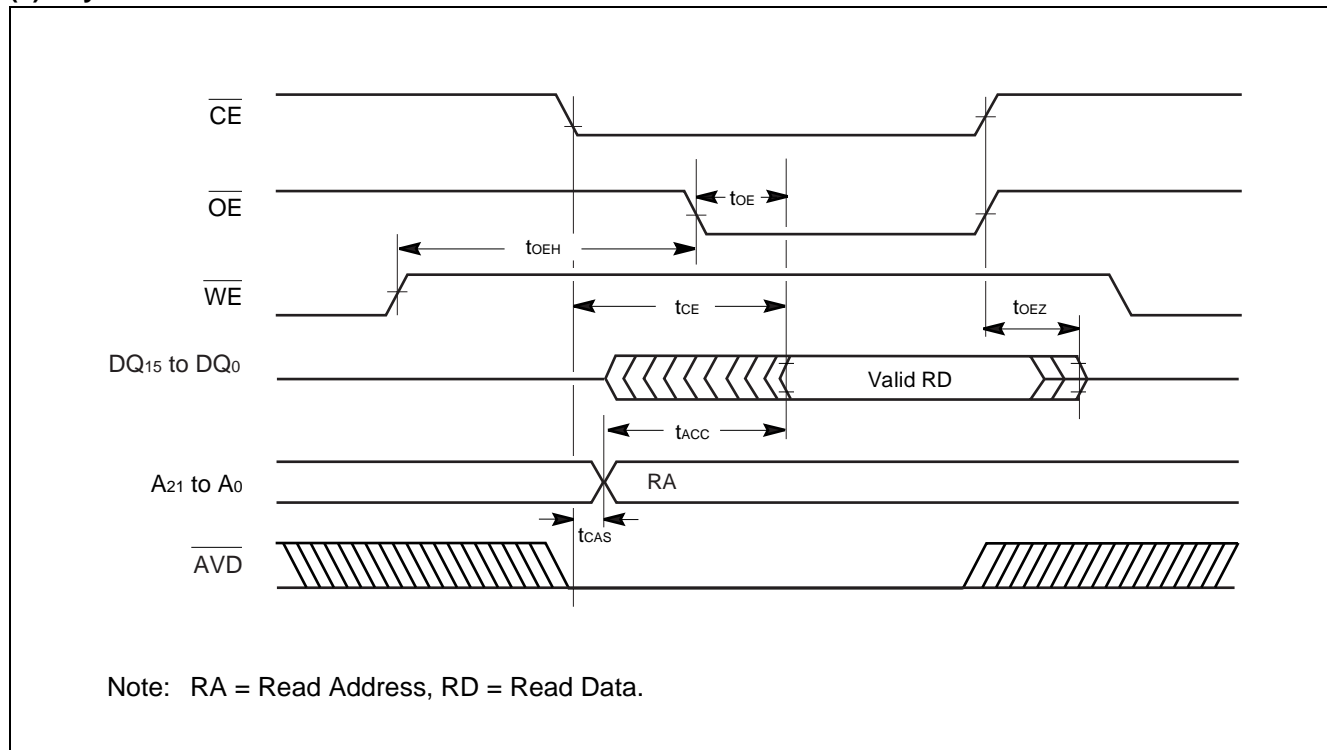 CE
OE
tOE
tOEH
WE
tCE
tOEZ
DQ15 to DQ0
Valid RD
tACC
A21 to A0
RA
tCAS
AVD
Note: RA = Read Address, RD = Read Data.